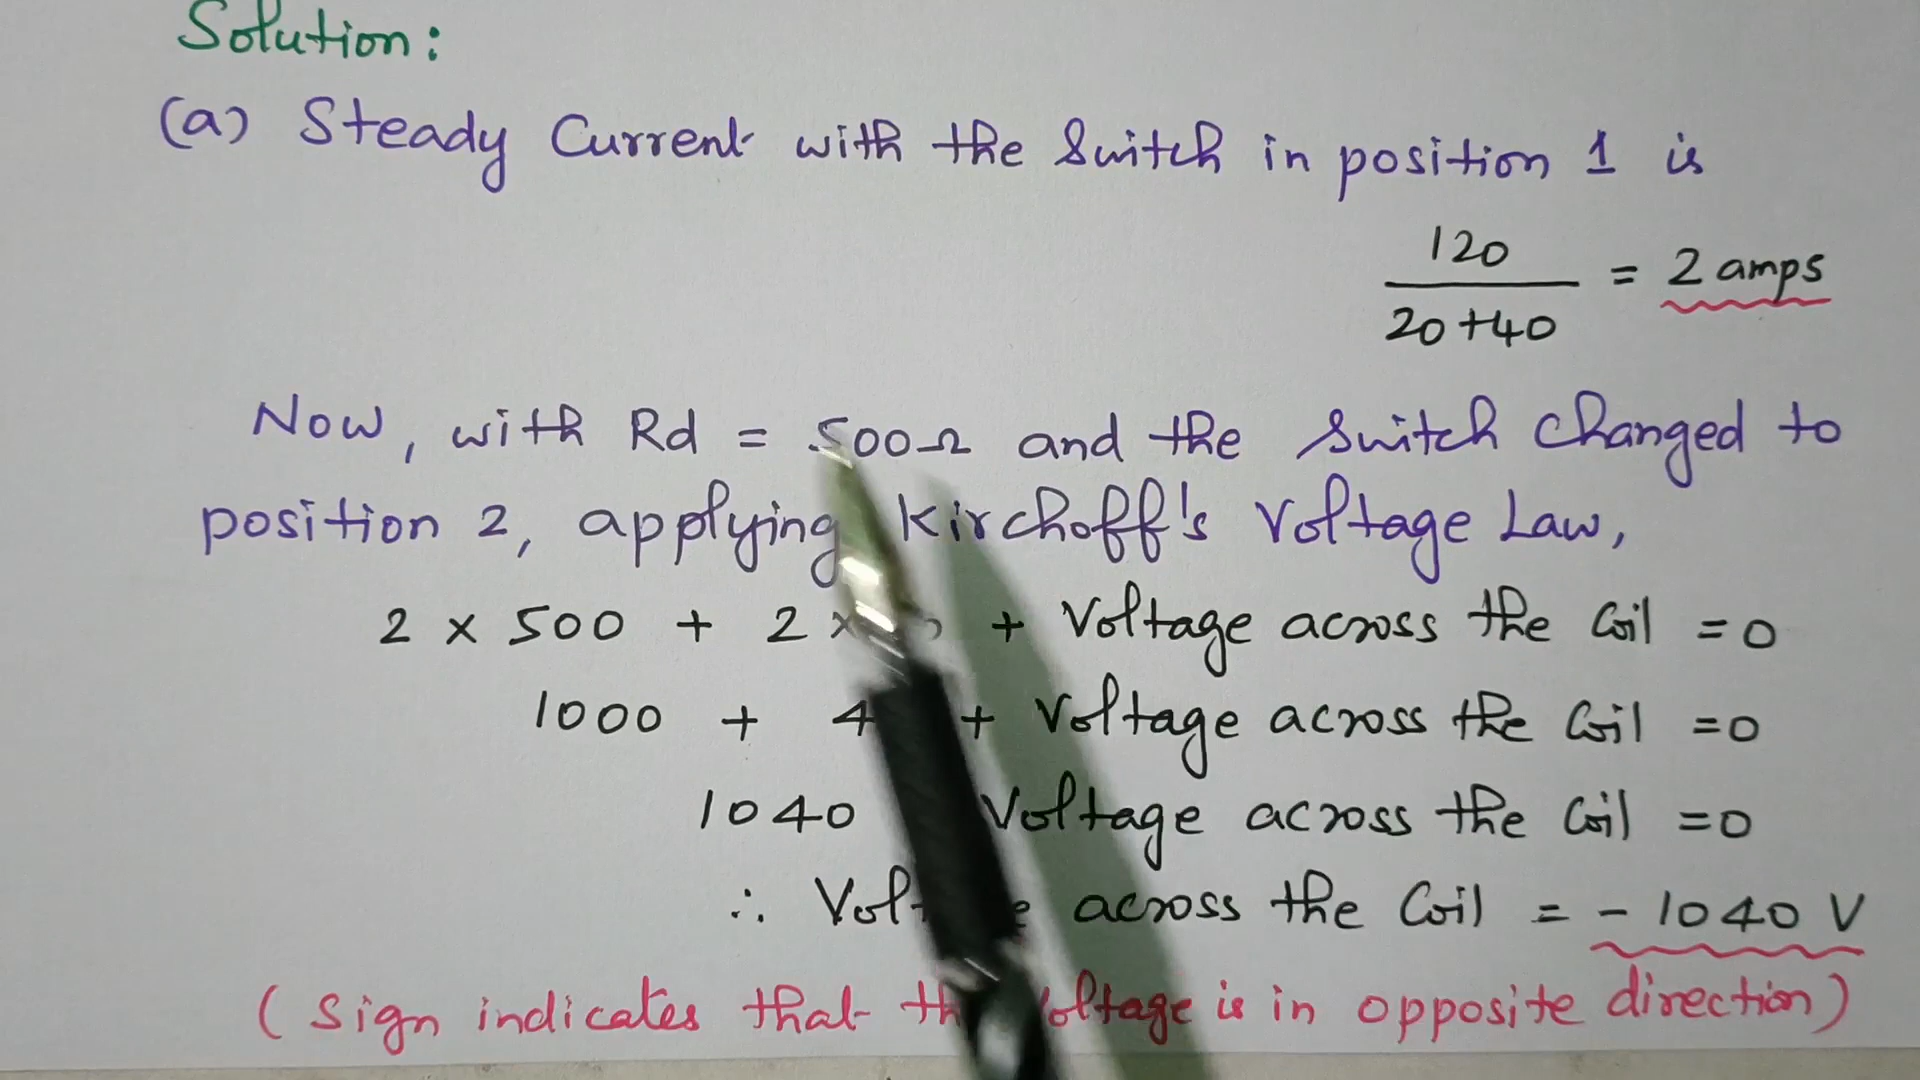 Solution:
(a) Steady Current with the Switch in position 1 is
120
20+40
= 2 amps
Now, with Rd = 500Ω and the Switch changed to
position 2, applying Kirchoff's Voltage Law,
2 x 500 + 2 x + Voltage across the Coil = 0
1000 + 4 + Voltage across the Coil = 0
1040 Voltage across the Coil = 0
∴ across the Coil = - 1040 V
(Sign indicates that is in opposite direction)